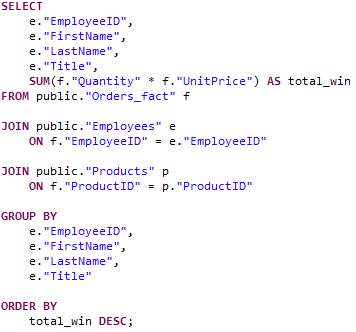 SELECT
    e."EmployeeID",
    e."FirstName",
    e."LastName",
    e."Title",
    SUM(f."Quantity" * f."UnitPrice") AS total_win
FROM public."Orders_fact" f
JOIN public."Employees" e
    ON f."EmployeeID" = e."EmployeeID"
JOIN public."Products" p
    ON f."ProductID" = p."ProductID"
GROUP BY
    e."EmployeeID",
    e."FirstName",
    e."LastName",
    e."Title"
ORDER BY
    total_win DESC;